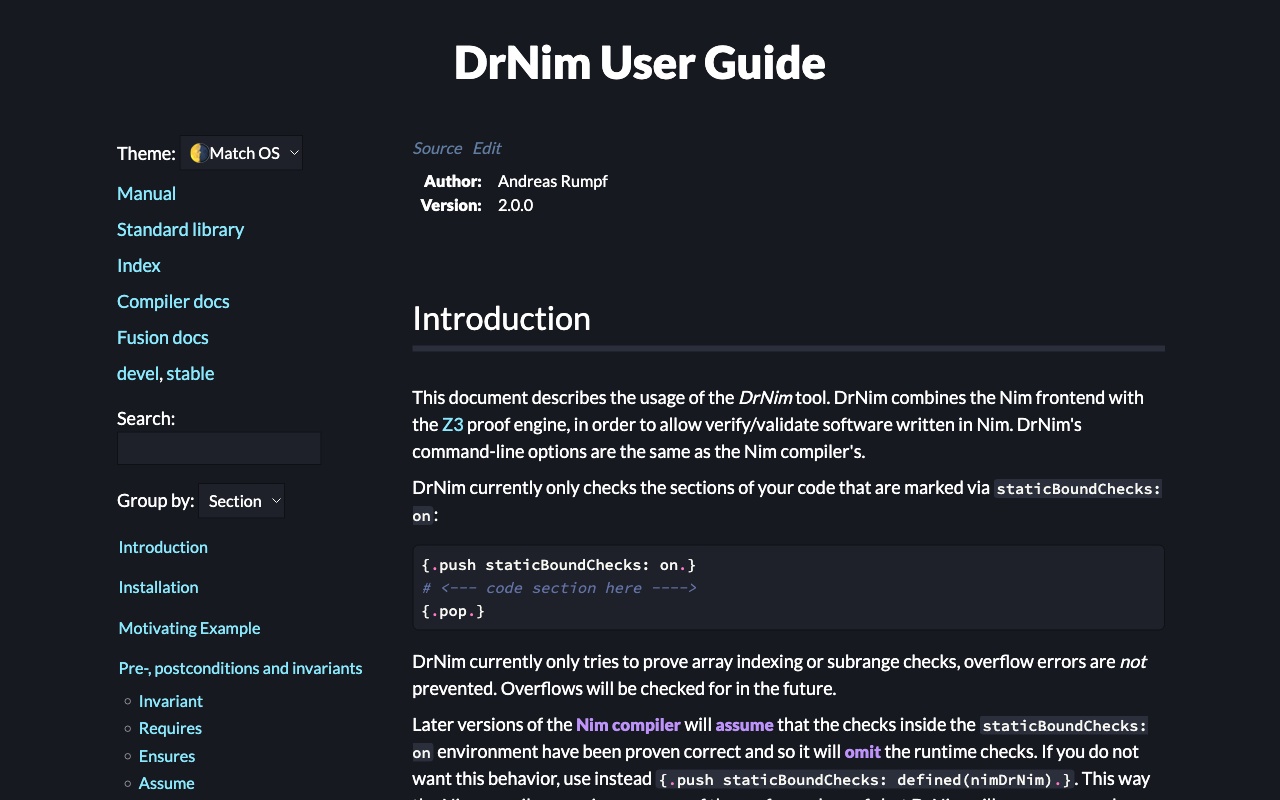 DrNim User Guide
Theme: 🌗Match OS
Manual
Standard library
Index
Compiler docs
Fusion docs
devel, stable
Search:
Group by: Section
Introduction
Installation
Motivating Example
Pre-, postconditions and invariants
Invariant
Requires
Ensures
Assume
Source Edit
Author: Andreas Rumpf
Version: 2.0.0
Introduction
This document describes the usage of the DrNim tool. DrNim combines the Nim frontend with
the Z3 proof engine, in order to allow verify/validate software written in Nim. DrNim's
command-line options are the same as the Nim compiler's.
DrNim currently only checks the sections of your code that are marked via staticBoundChecks:
on:
{.push staticBoundChecks: on.}
# <--- code section here ---->
{.pop.}
DrNim currently only tries to prove array indexing or subrange checks, overflow errors are not
prevented. Overflows will be checked for in the future.
Later versions of the Nim compiler will assume that the checks inside the staticBoundChecks:
on environment have been proven correct and so it will omit the runtime checks. If you do not
want this behavior, use instead {.push staticBoundChecks: defined(nimDrNim).}. This way